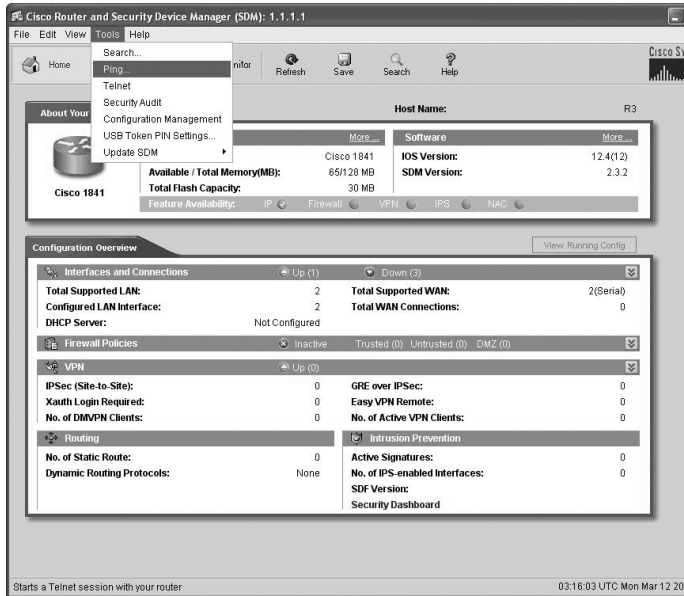 Cisco Router and Security Device Manager (SDM): 1.1.1.1
File Edit View Tools Help
Home nitor Refresh Save Search Help
Cisco Sy
Search...
Ping...
Telnet
Security Audit
Configuration Management
USB Token PIN Settings...
Update SDM
About Your
Host Name: R3
More ... Software More ...
Cisco 1841 IOS Version: 12.4(12)
Available / Total Memory(MB): 65/128 MB SDM Version: 2.3.2
Total Flash Capacity: 30 MB
Cisco 1841
Feature Availability: IP Firewall VPN IPS NAC
Configuration Overview View Running Config
Interfaces and Connections Up (1) Down (3)
Total Supported LAN: 2 Total Supported WAN: 2(Serial)
Configured LAN Interface: 2 Total WAN Connections: 0
DHCP Server: Not Configured
Firewall Policies Inactive Trusted (0) Untrusted (0) DMZ (0)
VPN Up (0)
IPSec (Site-to-Site): 0 GRE over IPSec: 0
Xauth Login Required: 0 Easy VPN Remote: 0
No. of DMVPN Clients: 0 No. of Active VPN Clients: 0
Routing Intrusion Prevention
No. of Static Route: 0 Active Signatures: 0
Dynamic Routing Protocols: None No. of IPS-enabled Interfaces: 0
SDF Version:
Security Dashboard
Starts a Telnet session with your router 03:16:03 UTC Mon Mar 12 20